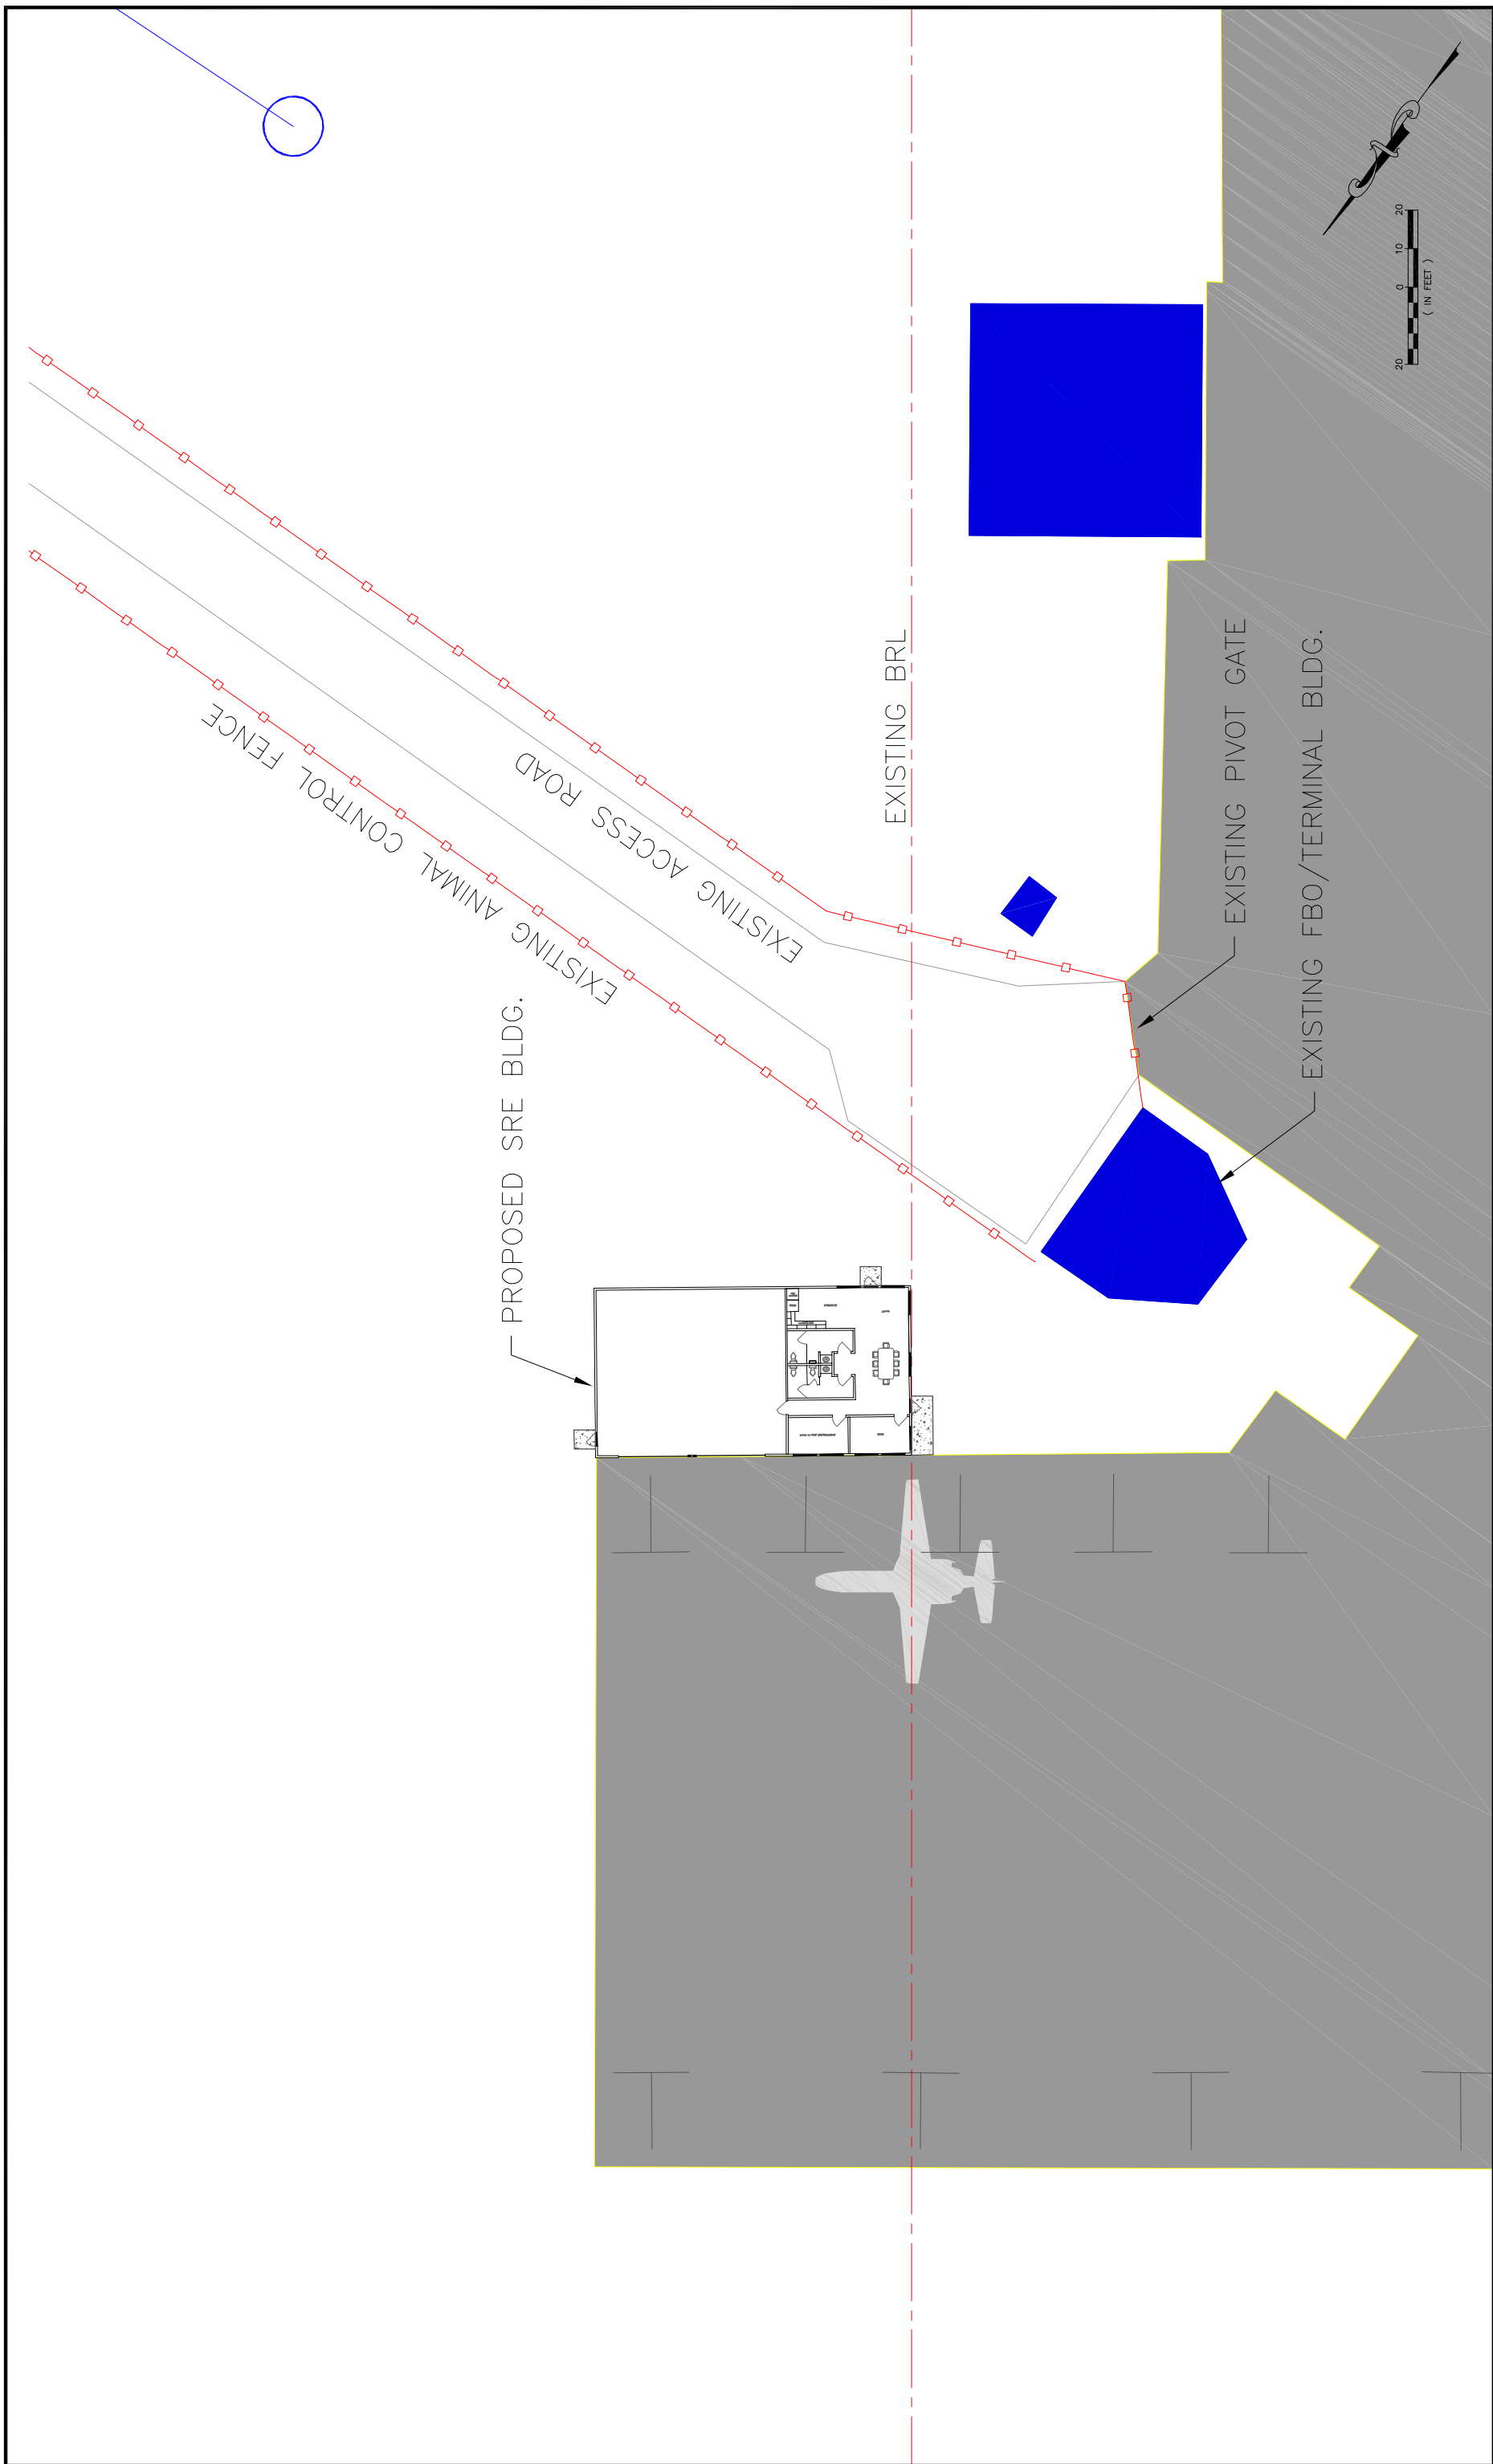 EXISTING ANIMAL CONTROL FENCE
EXISTING ACCESS ROAD
PROPOSED SRE BLDG.
EXISTING BRL
EXISTING PIVOT GATE
EXISTING FBO/TERMINAL BLDG.
20 10 0 20
( IN FEET )